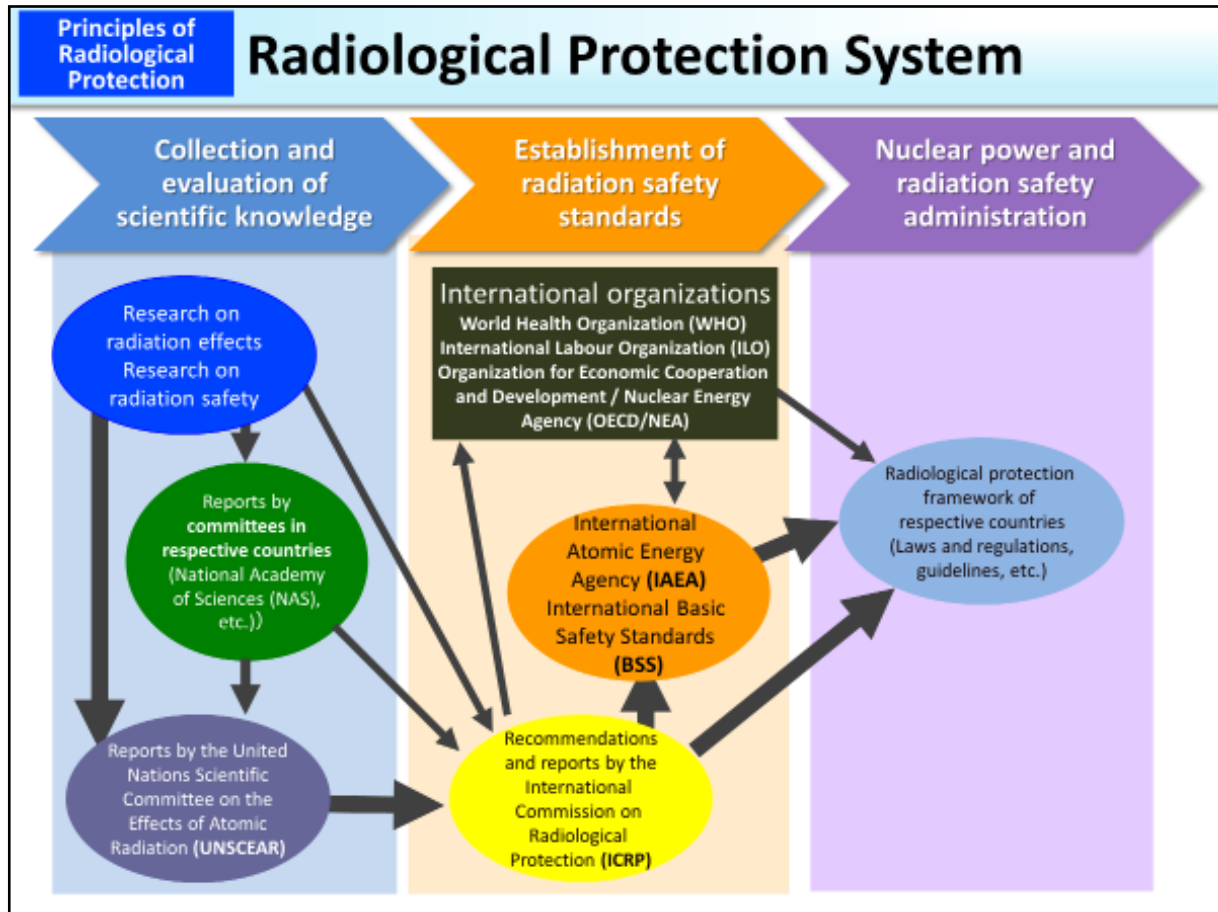 Principles of
Radiological
Protection
Radiological Protection System
Collection and
evaluation of
scientific knowledge
Establishment of
radiation safety
standards
Nuclear power and
radiation safety
administration
Research on
radiation effects
Research on
radiation safety
Reports by
committees in
respective countries
(National Academy
of Sciences (NAS),
etc.)）
Reports by the United
Nations Scientific
Committee on the
Effects of Atomic
Radiation (UNSCEAR)
International organizations
World Health Organization (WHO)
International Labour Organization (ILO)
Organization for Economic Cooperation
and Development / Nuclear Energy
Agency (OECD/NEA)
International
Atomic Energy
Agency (IAEA)
International Basic
Safety Standards
(BSS)
Recommendations
and reports by the
International
Commission on
Radiological
Protection (ICRP)
Radiological protection
framework of
respective countries
(Laws and regulations,
guidelines, etc.)